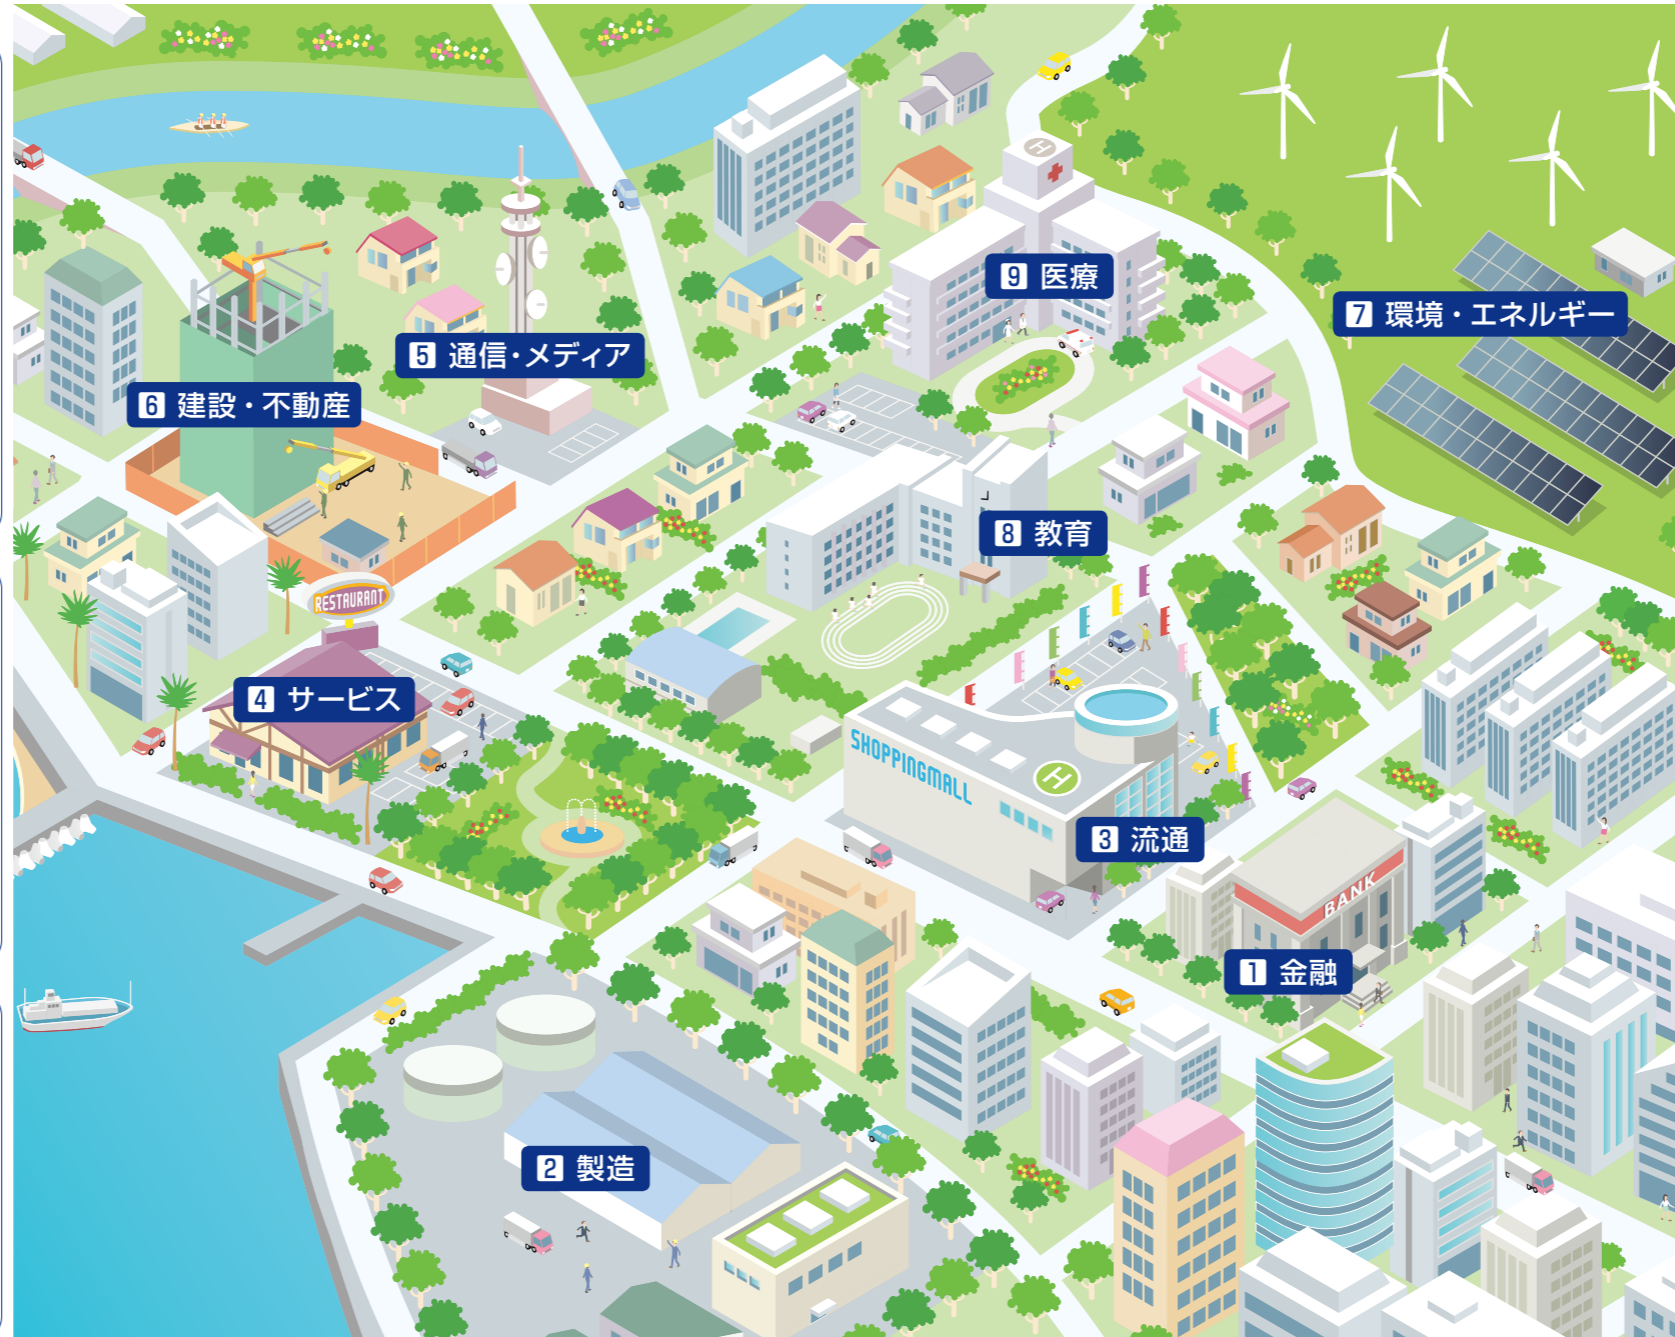 9 医療
7 環境・エネルギー
5 通信・メディア
6 建設・不動産
8 教育
RESTAURANT
4 サービス
SHOPPINGMALL
H
3 流通
BANK
1 金融
2 製造
H